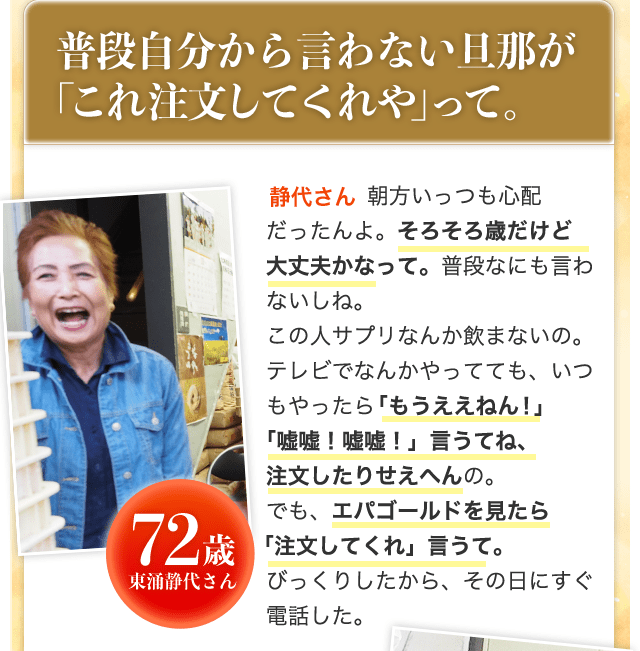 普段自分から言わない旦那が
「これ注文してくれや」って。
静代さん 朝方いっつも心配
だったんよ。そろそろ歳だけど
大丈夫かなって。普段なにも言わ
ないしね。
この人サプリなんか飲まないの。
テレビでなんかやってても、いつ
もやったら「もうええねん！」
「嘘嘘！嘘嘘！」言うてね、
注文したりせえへんの。
でも、エパゴールドを見たら
「注文してくれ」言うて。
びっくりしたから、その日にすぐ
電話した。
72歳
東涌静代さん